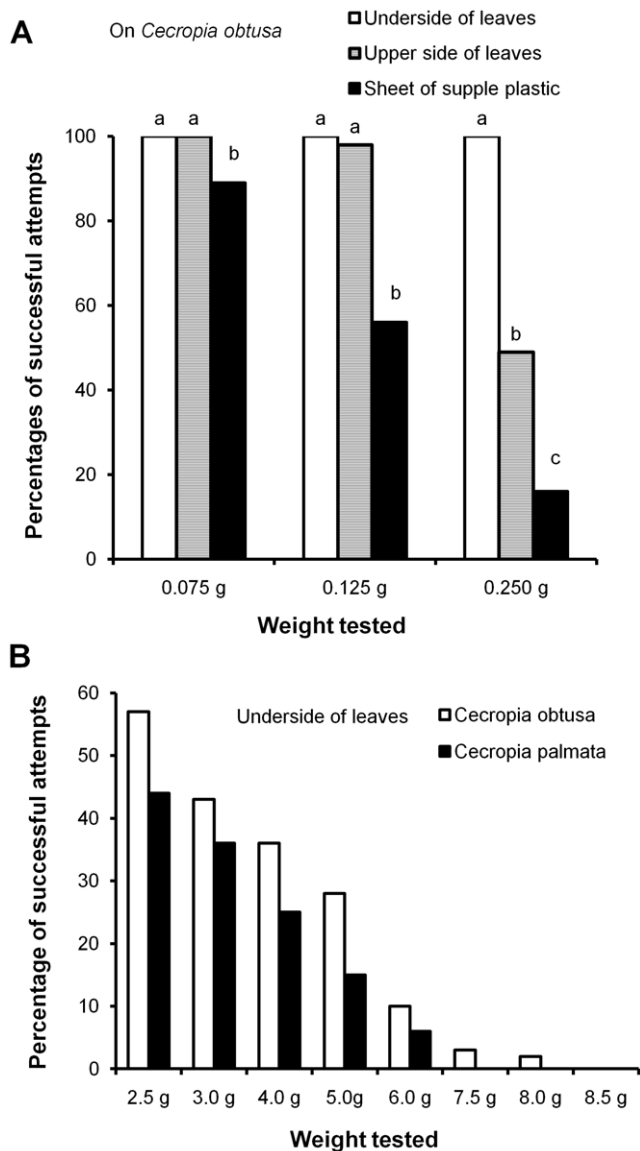 A
On Cecropia obtusa
Underside of leaves
Upper side of leaves
Sheet of supple plastic
Percentages of successful attempts
100
80
60
40
20
0
a a b
a a b
a b c
0.075 g 0.125 g 0.250 g
Weight tested
B
Underside of leaves
Cecropia obtusa
Cecropia palmata
Percentage of successful attempts
60
50
40
30
20
10
0
2.5 g 3.0 g 4.0 g 5.0g 6.0 g 7.5 g 8.0 g 8.5 g
Weight tested